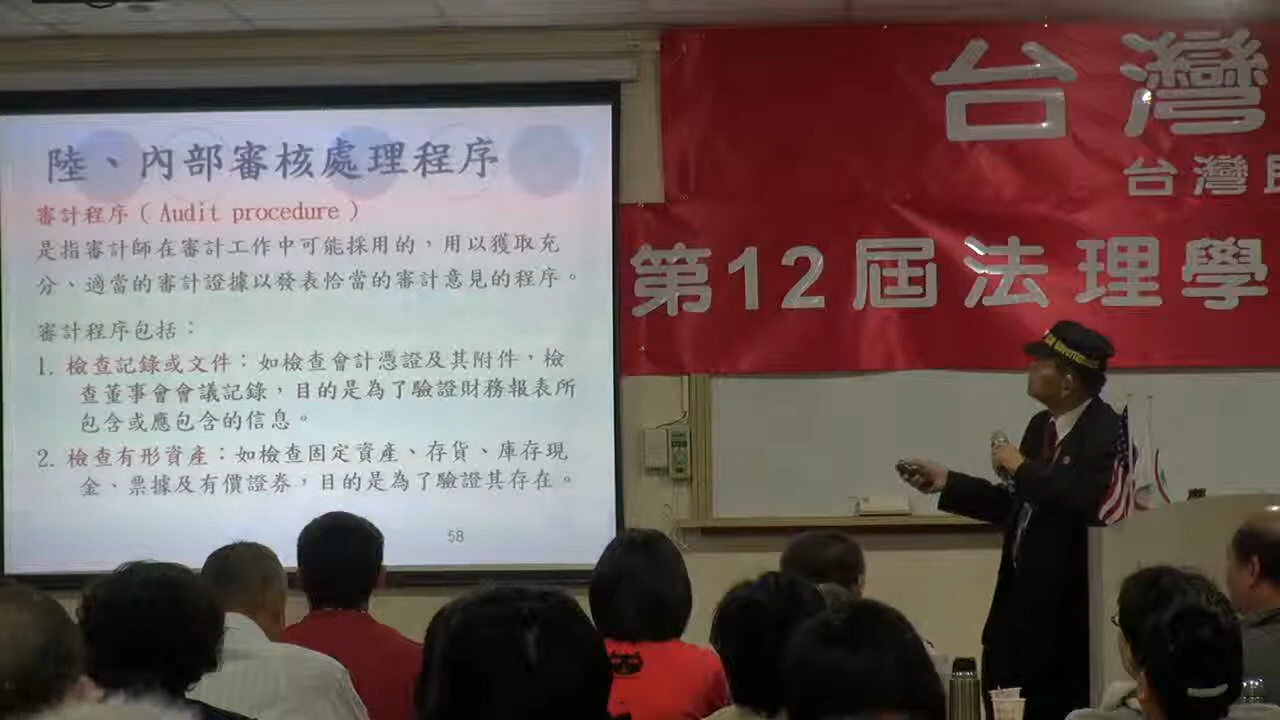 陸、內部審核處理程序
審計程序（Audit procedure）
是指審計師在審計工作中可能採用的，用以獲取充
分、適當的審計證據以發表恰當的審計意見的程序。
審計程序包括：
1. 檢查記錄或文件：如檢查會計憑證及其附件，檢
查董事會會議記錄，目的是為了驗證財務報表所
包含或應包含的信息。
2. 檢查有形資產：如檢查固定資產、存貨、庫存現
金、票據及有價證券，目的是為了驗證其存在。
58
台灣
台灣
第12屆法理學